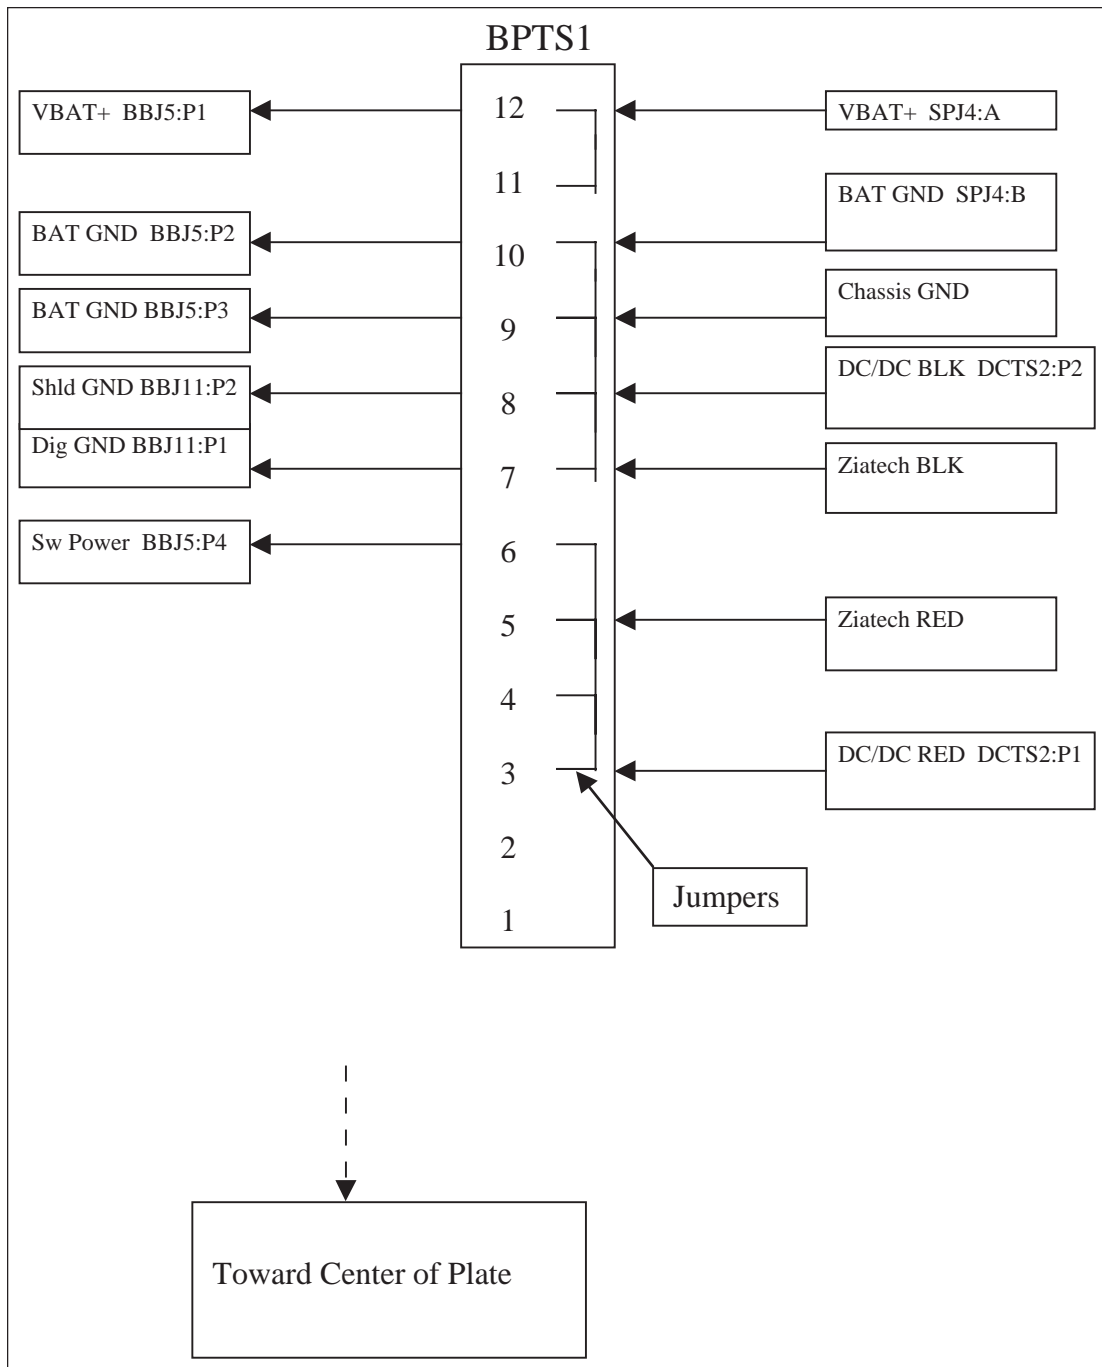 BPTS1
VBAT+ BBJ5:P1
12
VBAT+ SPJ4:A
11
BAT GND SPJ4:B
BAT GND BBJ5:P2
10
Chassis GND
BAT GND BBJ5:P3
9
DC/DC BLK DCTS2:P2
Shld GND BBJ11:P2
8
Dig GND BBJ11:P1
7
Ziatech BLK
Sw Power BBJ5:P4
6
5
Ziatech RED
4
3
DC/DC RED DCTS2:P1
2
Jumpers
1
Toward Center of Plate